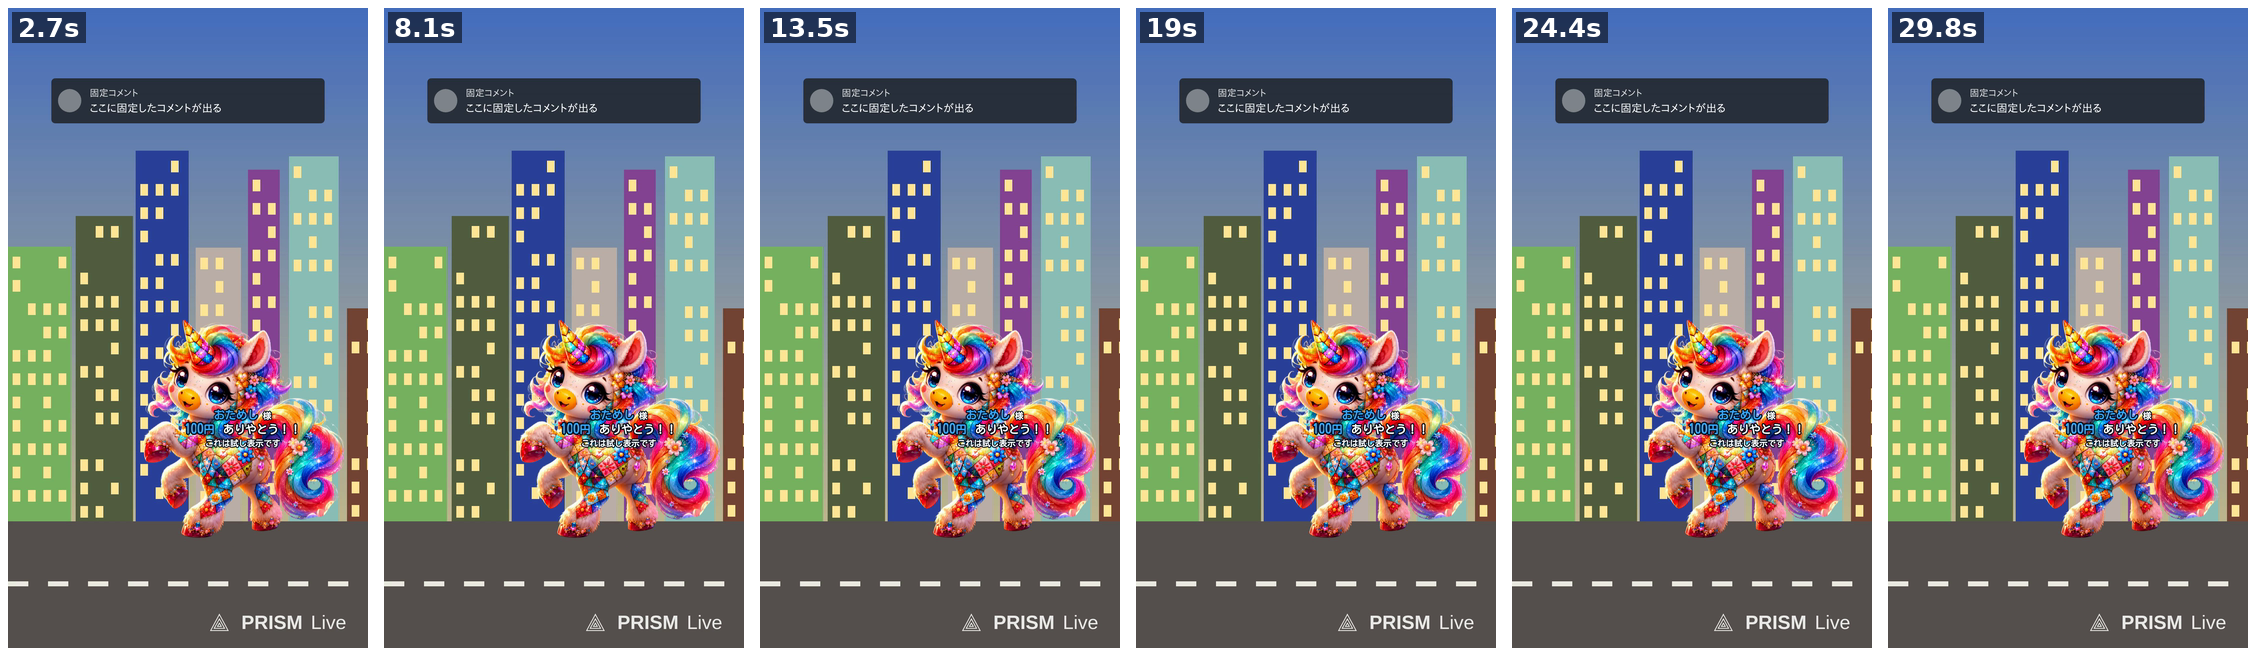 2.7s
固定コメント
ここに固定したコメントが出る
おためし 様
100円 ありやとう！！
これは試し表示です
PRISM Live
8.1s
固定コメント
ここに固定したコメントが出る
おためし 様
100円 ありやとう！！
これは試し表示です
PRISM Live
13.5s
固定コメント
ここに固定したコメントが出る
おためし 様
100円 ありやとう！！
これは試し表示です
PRISM Live
19s
固定コメント
ここに固定したコメントが出る
おためし 様
100円 ありやとう！！
これは試し表示です
PRISM Live
24.4s
固定コメント
ここに固定したコメントが出る
おためし 様
100円 ありやとう！！
これは試し表示です
PRISM Live
29.8s
固定コメント
ここに固定したコメントが出る
おためし 様
100円 ありやとう！！
これは試し表示です
PRISM Live